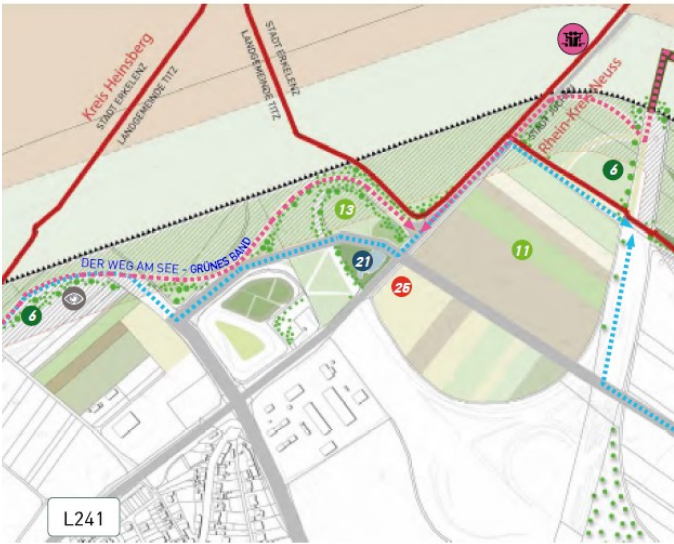 Kreis Heinsberg
STADT ERKELENZ
LANDGEMEINDE TITZ
STADT ERKELENZ
LANDGEMEINDE TITZ
Rhein-Kreis Neuss
STADT
6
13
DER WEG AM SEE - GRÜNES BAND
21
11
25
6
L241